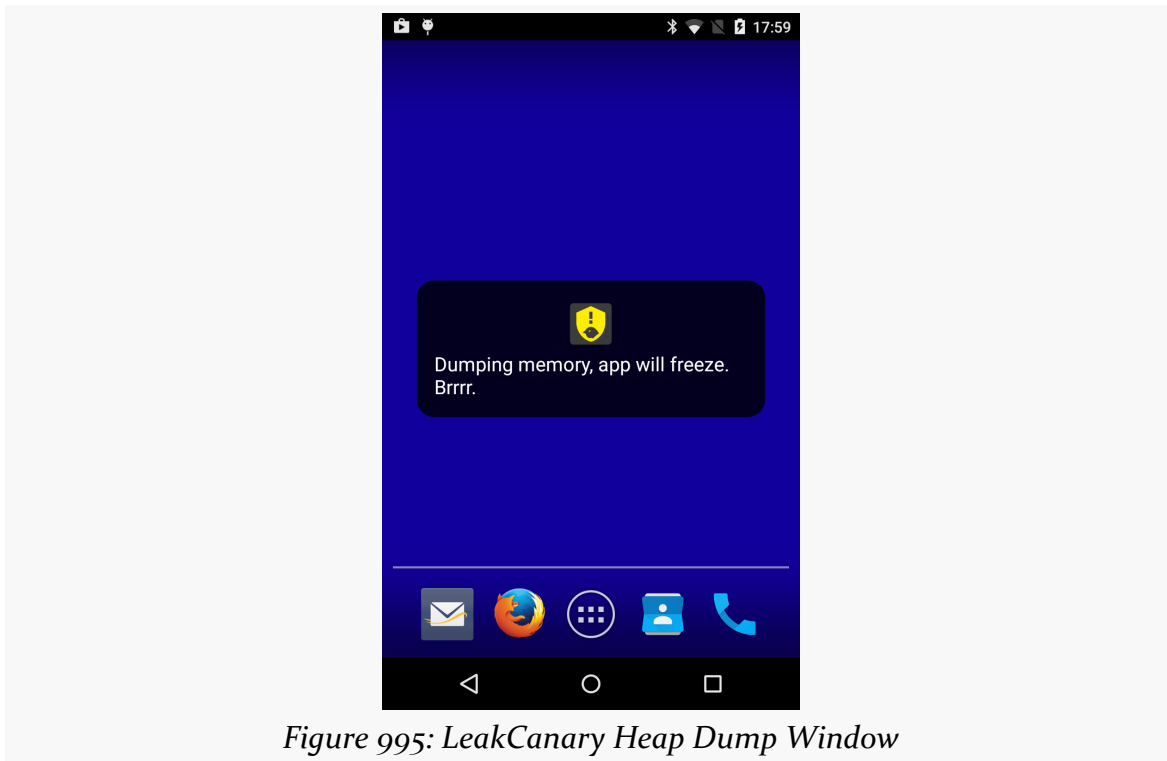 17:59
Dumping memory, app will freeze.
Brrrr.
Figure 995: LeakCanary Heap Dump Window